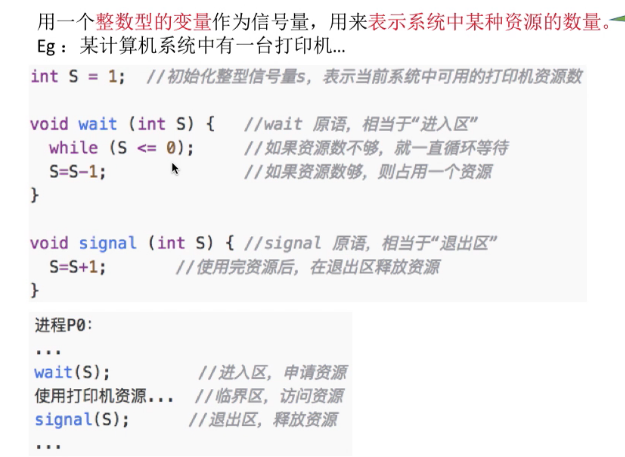 用一个整数型的变量作为信号量，用来表示系统中某种资源的数量。
Eg：某计算机系统中有一台打印机...
int S = 1;  //初始化整型信号量s，表示当前系统中可用的打印机资源数
void wait (int S) {  //wait 原语，相当于“进入区”
while (S <= 0);  //如果资源数不够，就一直循环等待
S=S-1;  //如果资源数够，则占用一个资源
}
void signal (int S) { //signal 原语，相当于“退出区”
S=S+1;  //使用完资源后，在退出区释放资源
}
进程P0：
...
wait(S);  //进入区，申请资源
使用打印机资源...  //临界区，访问资源
signal(S);  //退出区，释放资源
...